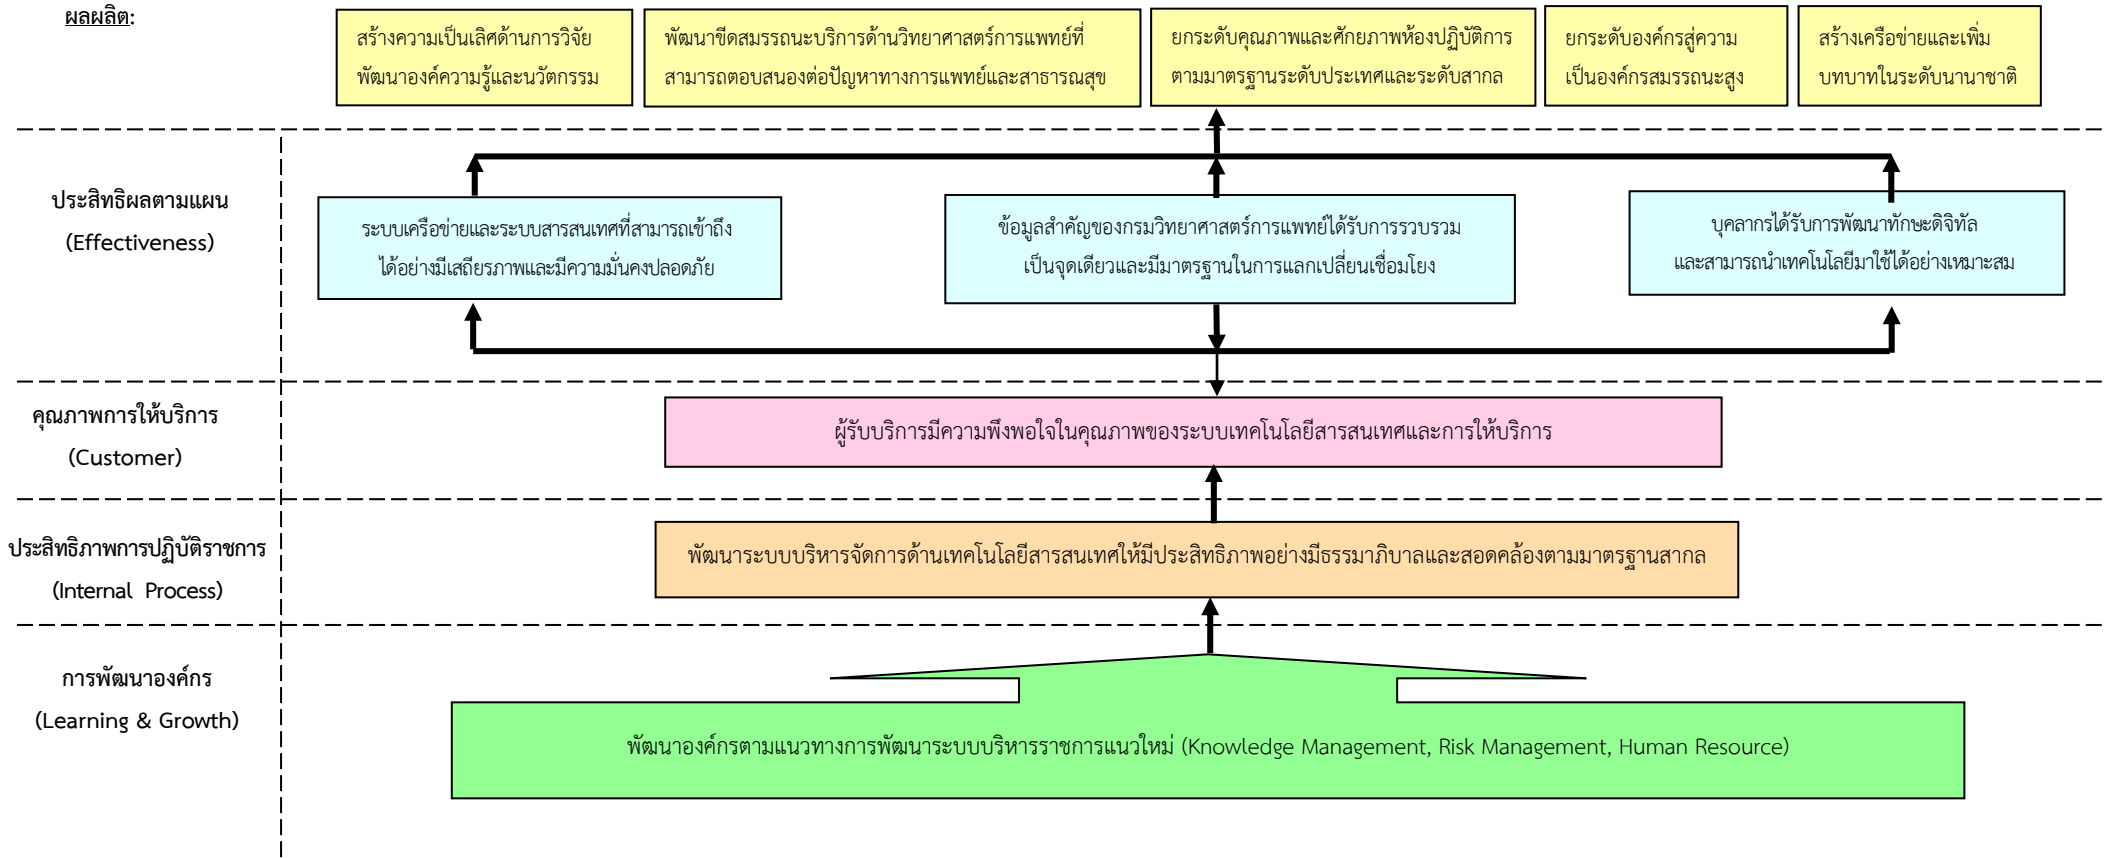 ผลผลิต:
สร้างความเป็นเลิศด้านการวิจัย
พัฒนาองค์ความรู้และนวัตกรรม
พัฒนาขีดสมรรถนะบริการด้านวิทยาศาสตร์การแพทย์ที่
สามารถตอบสนองต่อปัญหาทางการแพทย์และสาธารณสุข
ยกระดับคุณภาพและศักยภาพห้องปฏิบัติการ
ตามมาตรฐานระดับประเทศและระดับสากล
ยกระดับองค์กรสู่ความ
เป็นองค์กรสมรรถนะสูง
สร้างเครือข่ายและเพิ่ม
บทบาทในระดับนานาชาติ
ประสิทธิผลตามแผน
(Effectiveness)
ระบบเครือข่ายและระบบสารสนเทศที่สามารถเข้าถึง
ได้อย่างมีเสถียรภาพและมีความมั่นคงปลอดภัย
ข้อมูลสำคัญของกรมวิทยาศาสตร์การแพทย์ได้รับการรวบรวม
เป็นจุดเดียวและมีมาตรฐานในการแลกเปลี่ยนเชื่อมโยง
บุคลากรได้รับการพัฒนาทักษะดิจิทัล
และสามารถนำเทคโนโลยีมาใช้ได้อย่างเหมาะสม
คุณภาพการให้บริการ
(Customer)
ผู้รับบริการมีความพึงพอใจในคุณภาพของระบบเทคโนโลยีสารสนเทศและการให้บริการ
ประสิทธิภาพการปฏิบัติราชการ
(Internal Process)
พัฒนาระบบบริหารจัดการด้านเทคโนโลยีสารสนเทศให้มีประสิทธิภาพอย่างมีธรรมาภิบาลและสอดคล้องตามมาตรฐานสากล
การพัฒนาองค์กร
(Learning & Growth)
พัฒนาองค์กรตามแนวทางการพัฒนาระบบบริหารราชการแนวใหม่ (Knowledge Management, Risk Management, Human Resource)